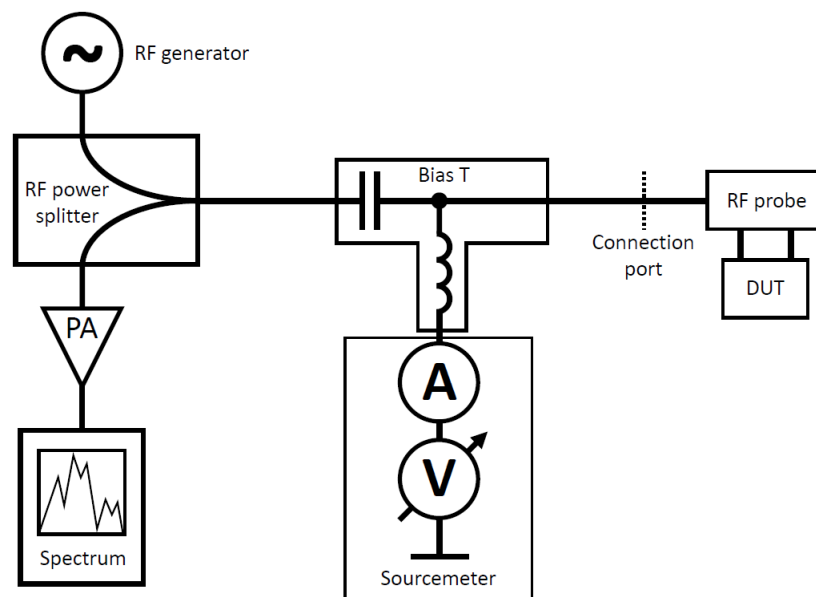 ~
RF generator
RF power
splitter
Bias T
Connection
port
RF probe
DUT
PA
A
V
Spectrum
Sourcemeter